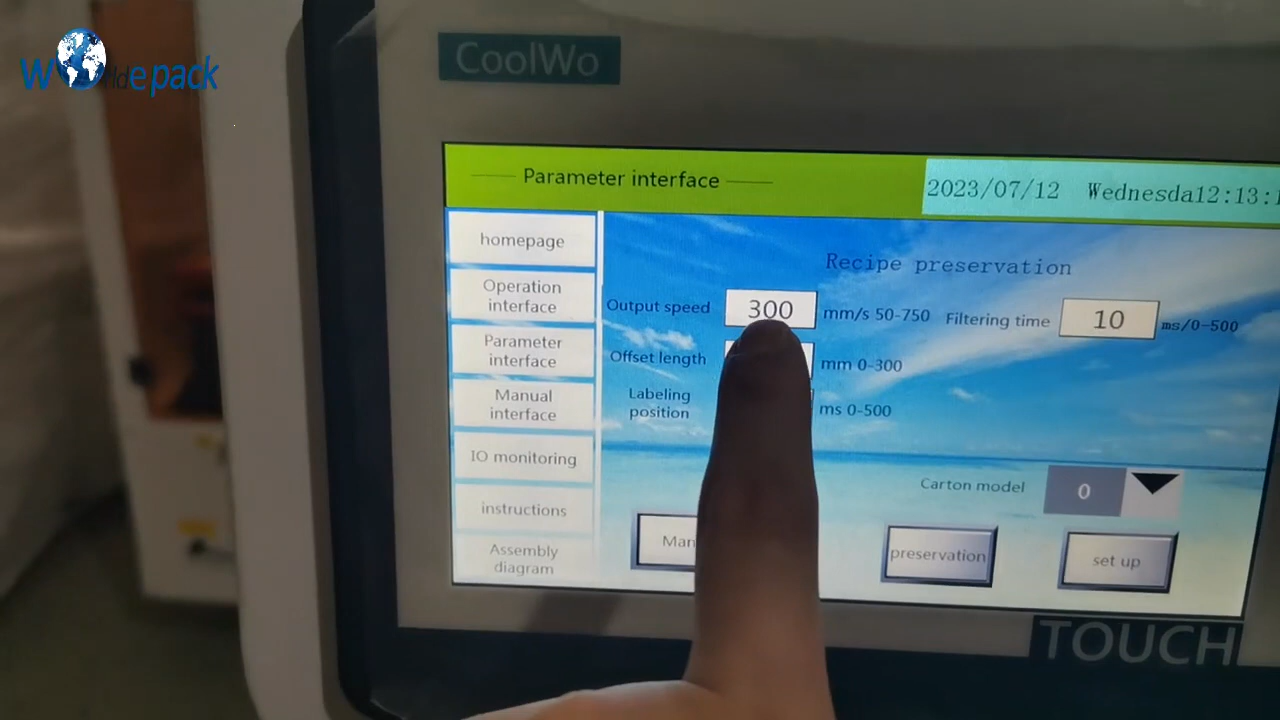 Worldepack
CoolWo
Parameter interface
2023/07/12 Wednesda12:13:1
homepage
Operation
interface
Parameter
interface
Manual
interface
IO monitoring
instructions
Assembly
diagram
Recipe preservation
Output speed 300 mm/s 50-750 Filtering time 10 ms/0-500
Offset length mm 0-300
Labeling
position ms 0-500
Carton model 0
Man preservation set up
TOUCH